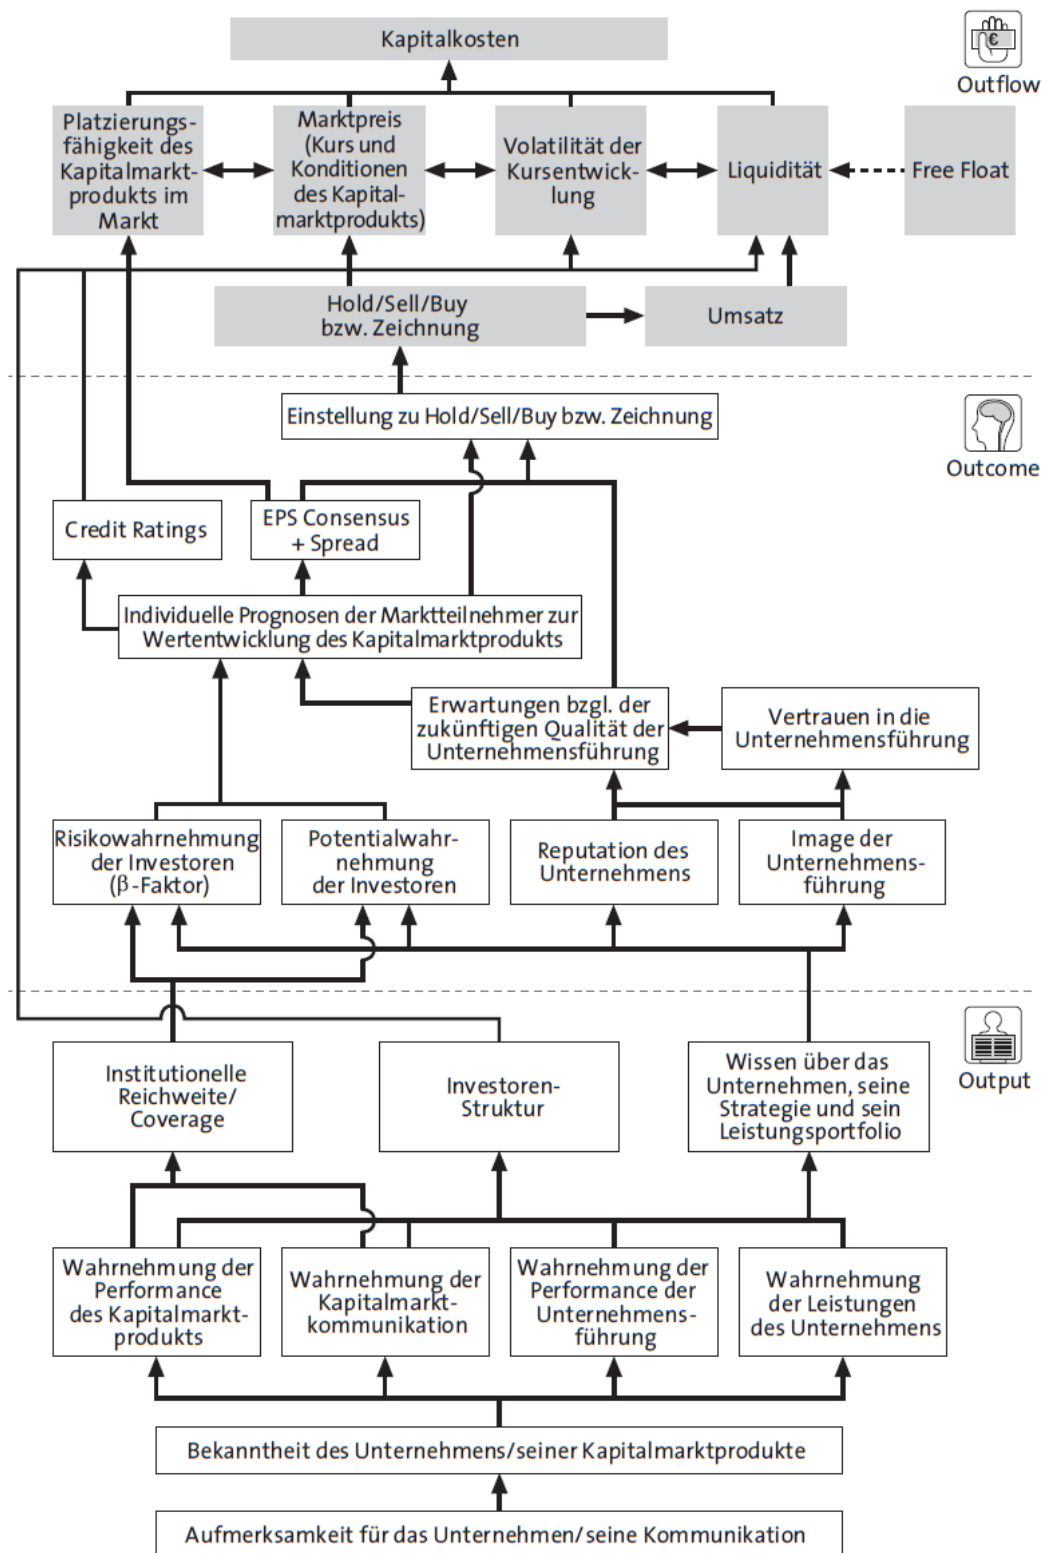 Kapitalkosten
Outflow
Platzierungs-
fähigkeit des
Kapitalmarkt-
produkts im
Markt
Marktpreis
(Kurs und
Konditionen
des Kapital-
marktprodukts)
Volatilität der
Kursentwick-
lung
Liquidität
Free Float
Hold/Sell/Buy
bzw. Zeichnung
Umsatz
Einstellung zu Hold/Sell/Buy bzw. Zeichnung
Outcome
Credit Ratings
EPS Consensus
+ Spread
Individuelle Prognosen der Marktteilnehmer zur
Wertentwicklung des Kapitalmarktprodukts
Erwartungen bzgl. der
zukünftigen Qualität der
Unternehmensführung
Vertrauen in die
Unternehmensführung
Risikowahrnehmung
der Investoren
(β-Faktor)
Potentialwahr-
nehmung
der Investoren
Reputation des
Unternehmens
Image der
Unternehmens-
führung
Institutionelle
Reichweite/
Coverage
Investoren-
Struktur
Wissen über das
Unternehmen, seine
Strategie und sein
Leistungsportfolio
Output
Wahrnehmung der
Performance
des Kapitalmarkt-
produkts
Wahrnehmung der
Kapitalmarkt-
kommunikation
Wahrnehmung der
Performance der
Unternehmens-
führung
Wahrnehmung
der Leistungen
des Unternehmens
Bekanntheit des Unternehmens/seiner Kapitalmarktprodukte
Aufmerksamkeit für das Unternehmen/seine Kommunikation